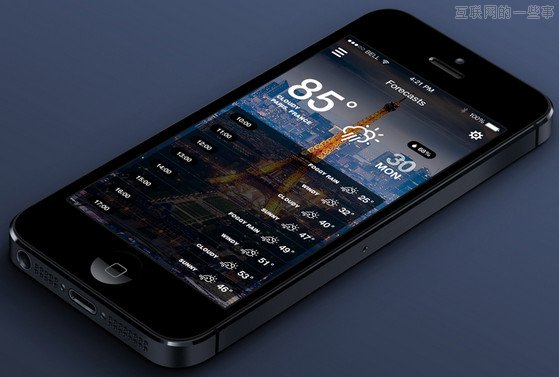 互联网的一些事
BELL
4:21 PM
100%
Forecasts
85°
CLOUDY
PARIS, FRANCE
68%
30
MON
10:00 FOGGY RAIN 25°
11:00 WINDY 32°
12:00 CLOUDY 40°
13:00 SUNNY 47°
14:00 FOGGY RAIN 49°
15:00 WINDY 51°
16:00 CLOUDY 53°
17:00 SUNNY